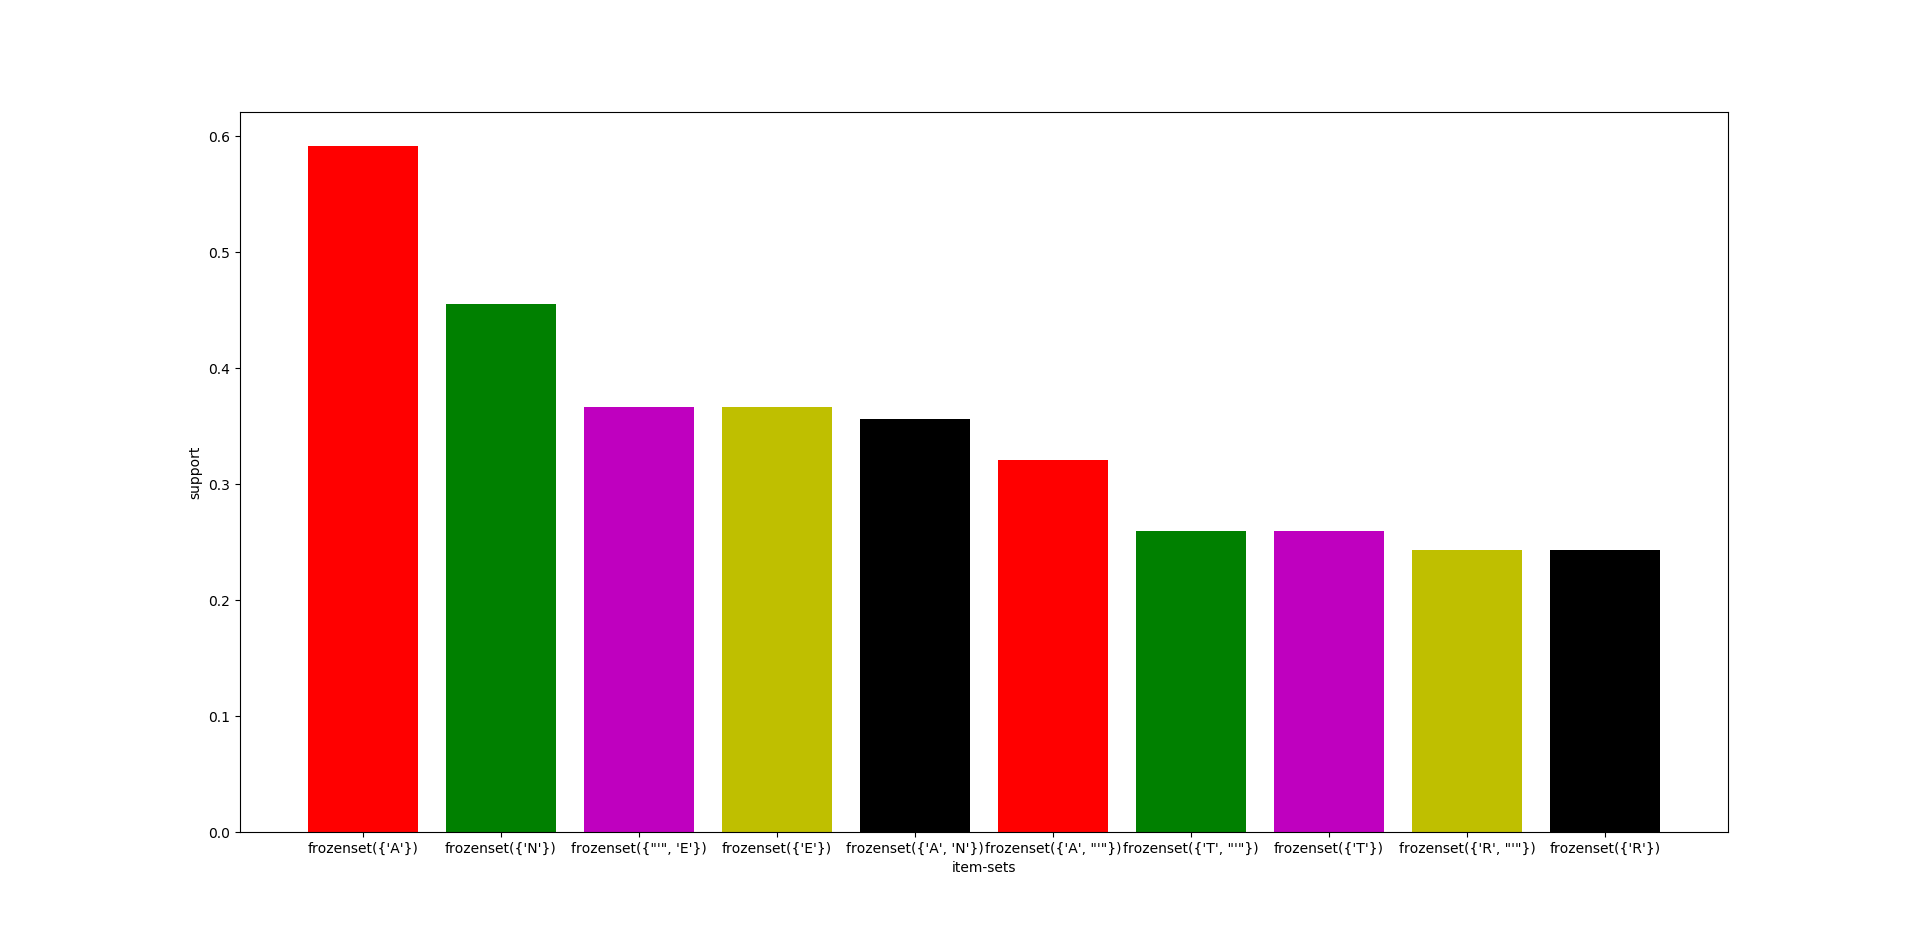 0.6
0.5
0.4
0.3
0.2
0.1
0.0
support
frozenset({'A'}) frozenset({'N'}) frozenset({"'", 'E'}) frozenset({'E'}) frozenset({'A', 'N'}) frozenset({'A', "'"}) frozenset({'T', "'"}) frozenset({'T'}) frozenset({'R', "'"}) frozenset({'R'})
item-sets